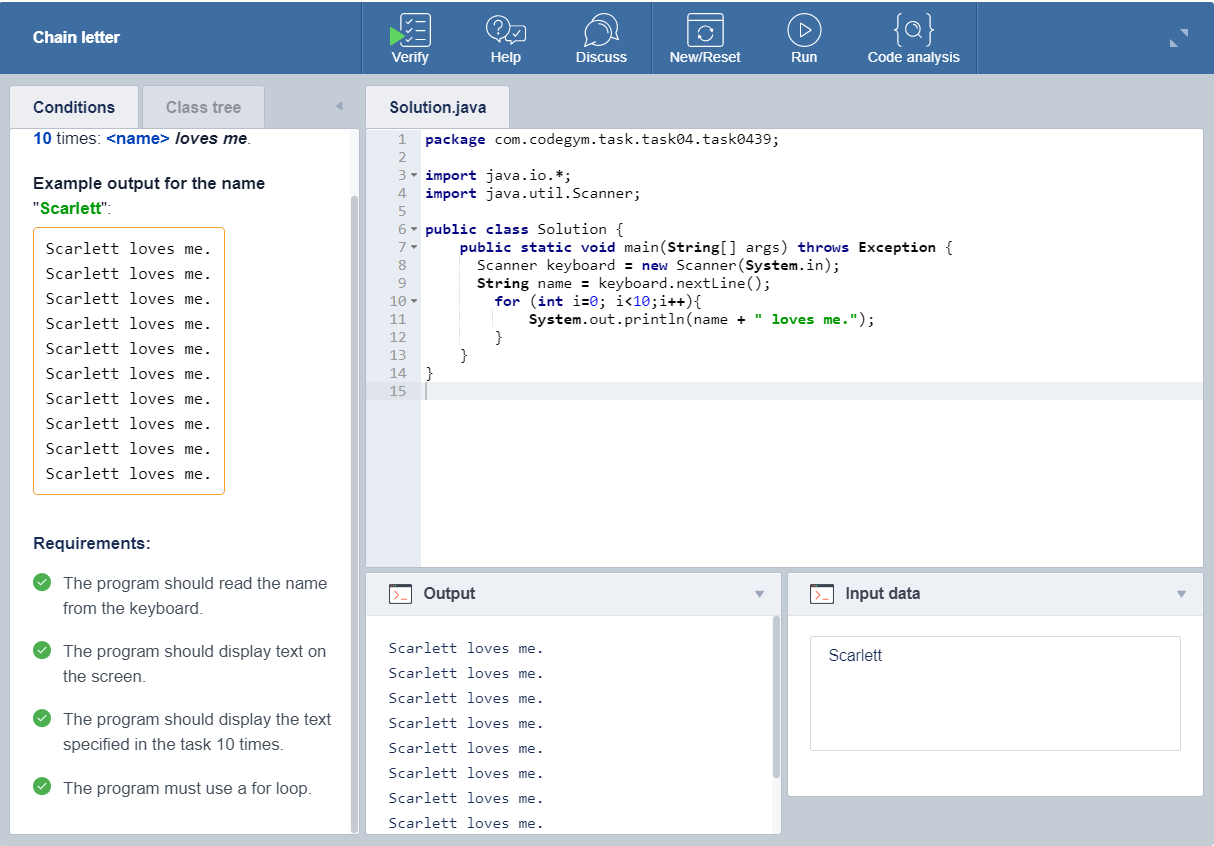 Chain letter
Verify
Help
Discuss
New/Reset
Run
Code analysis
Conditions
Class tree
10 times: <name> loves me.
Example output for the name
"Scarlett":
Scarlett loves me.
Scarlett loves me.
Scarlett loves me.
Scarlett loves me.
Scarlett loves me.
Scarlett loves me.
Scarlett loves me.
Scarlett loves me.
Scarlett loves me.
Scarlett loves me.
Requirements:
The program should read the name
from the keyboard.
The program should display text on
the screen.
The program should display the text
specified in the task 10 times.
The program must use a for loop.
Solution.java
1 package com.codegym.task.task04.task0439;
2
3 import java.io.*;
4 import java.util.Scanner;
5
6 public class Solution {
7     public static void main(String[] args) throws Exception {
8       Scanner keyboard = new Scanner(System.in);
9       String name = keyboard.nextLine();
10         for (int i=0; i<10;i++){
11             System.out.println(name + " loves me.");
12         }
13     }
14 }
15
Output
Scarlett loves me.
Scarlett loves me.
Scarlett loves me.
Scarlett loves me.
Scarlett loves me.
Scarlett loves me.
Scarlett loves me.
Scarlett loves me.
Input data
Scarlett